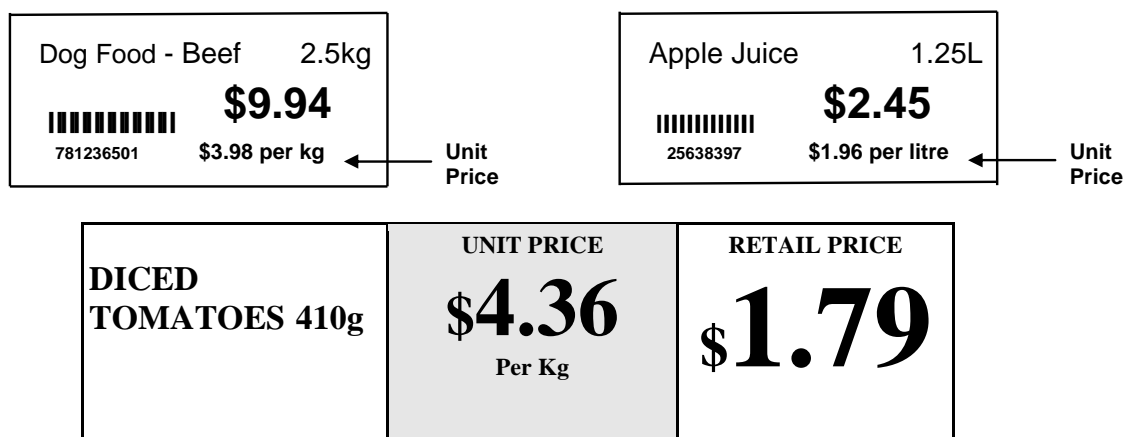 Dog Food - Beef 2.5kg
$9.94
781236501 $3.98 per kg
Unit
Price
Apple Juice 1.25L
$2.45
25638397 $1.96 per litre
Unit
Price
DICED
TOMATOES 410g
UNIT PRICE
$4.36
Per Kg
RETAIL PRICE
$1.79